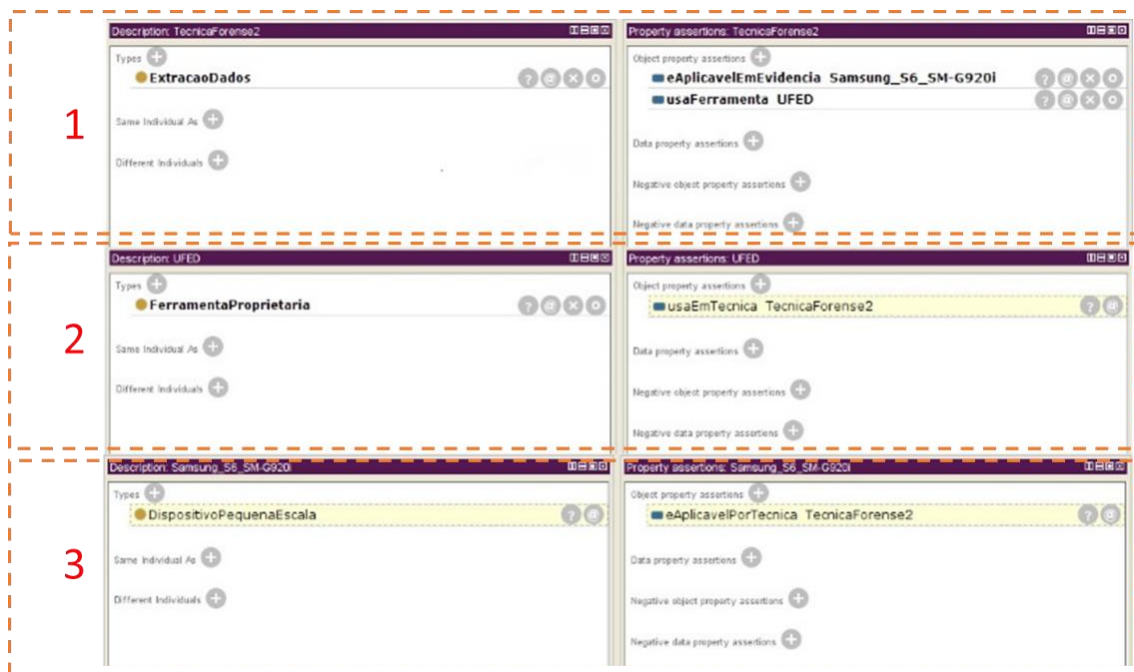 1
Description: TecnicaForense2
Types
ExtracaoDados
Same Individual As
Different Individuals
Property assertions: TecnicaForense2
Object property assertions
eAplicavelEmEvidencia Samsung_S6_SM-G920i
usaFerramenta UFED
Data property assertions
Negative object property assertions
Negative data property assertions
2
Description: UFED
Types
FerramentaProprietaria
Same Individual As
Different Individuals
Property assertions: UFED
Object property assertions
usaEmTecnica TecnicaForense2
Data property assertions
Negative object property assertions
Negative data property assertions
3
Description: Samsung_S6_SM-G920i
Types
DispositivoPequenaEscala
Same Individual As
Different Individuals
Property assertions: Samsung_S6_SM-G920i
Object property assertions
eAplicavelPorTecnica TecnicaForense2
Data property assertions
Negative object property assertions
Negative data property assertions